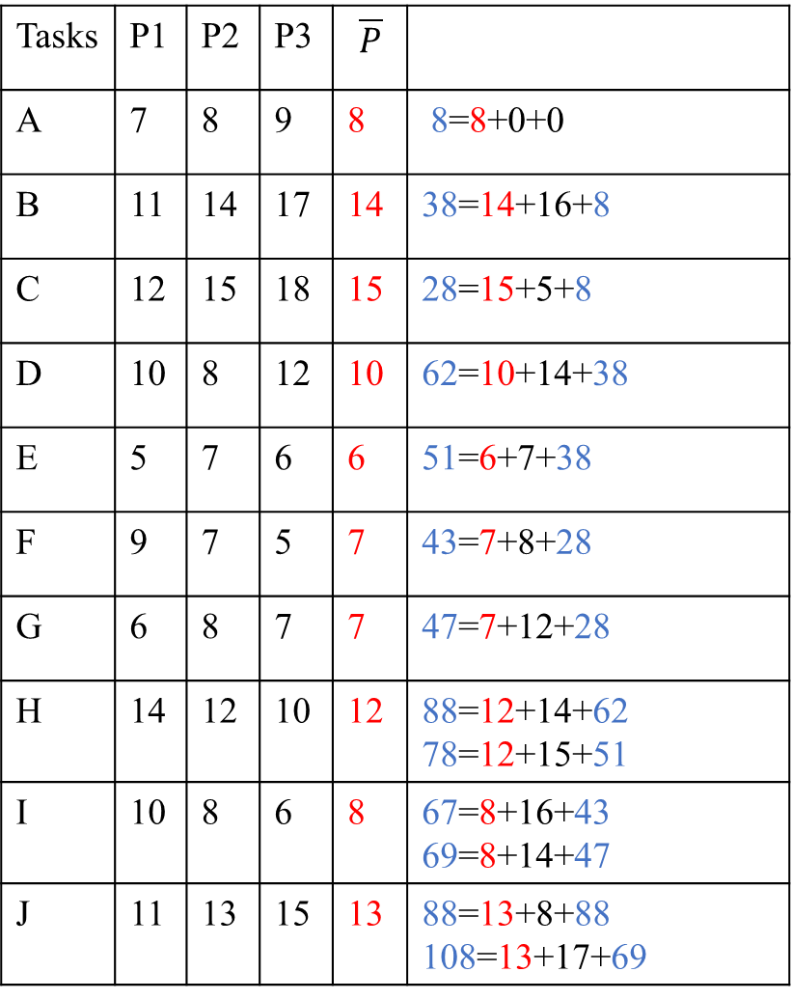 Tasks P1 P2 P3 P̅
A 7 8 9 8 8=8+0+0
B 11 14 17 14 38=14+16+8
C 12 15 18 15 28=15+5+8
D 10 8 12 10 62=10+14+38
E 5 7 6 6 51=6+7+38
F 9 7 5 7 43=7+8+28
G 6 8 7 7 47=7+12+28
H 14 12 10 12 88=12+14+62
78=12+15+51
I 10 8 6 8 67=8+16+43
69=8+14+47
J 11 13 15 13 88=13+8+88
108=13+17+69